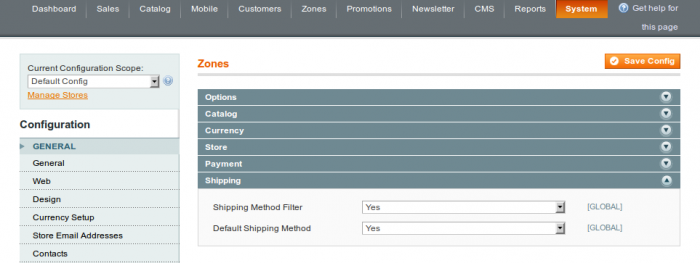 Dashboard Sales Catalog Mobile Customers Zones Promotions Newsletter CMS Reports System Get help for this page
Current Configuration Scope:
Default Config
Manage Stores
Configuration
GENERAL
General
Web
Design
Currency Setup
Store Email Addresses
Contacts
Zones
Save Config
Options
Catalog
Currency
Store
Payment
Shipping
Shipping Method Filter Yes [GLOBAL]
Default Shipping Method Yes [GLOBAL]